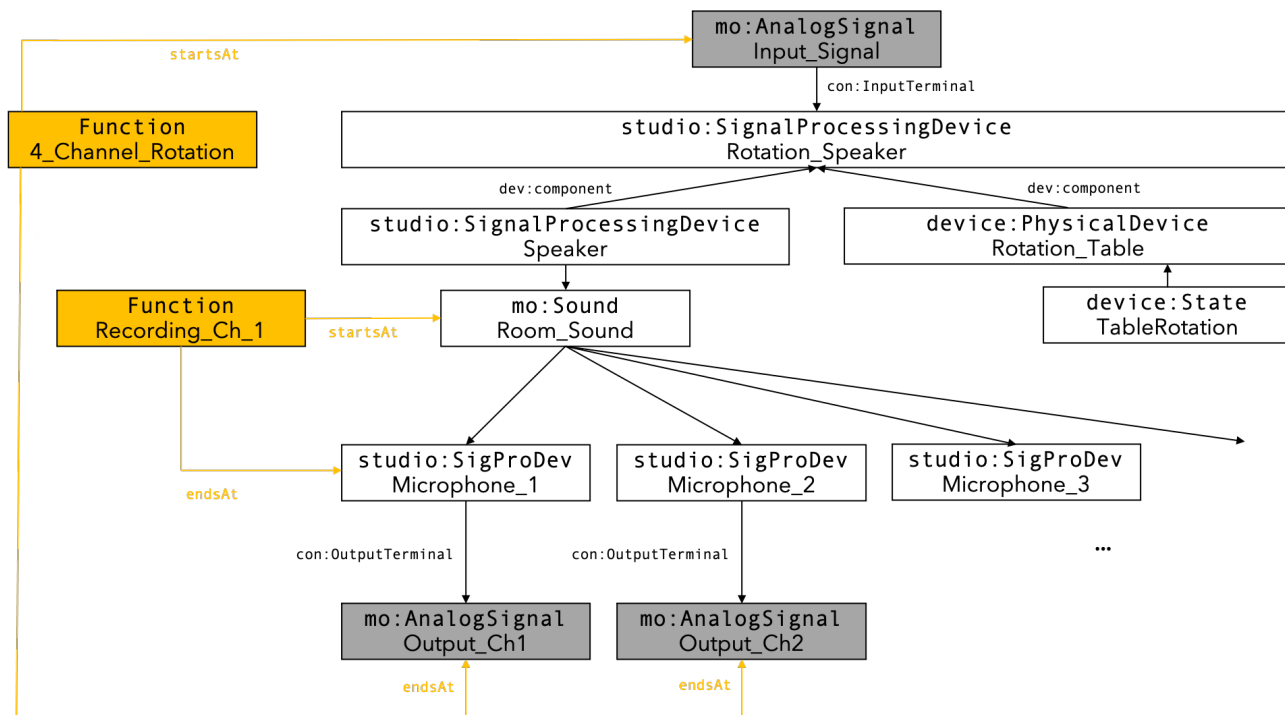 mo:AnalogSignal
Input_Signal
startsAt
con:InputTerminal
Function
4_Channel_Rotation
studio:SignalProcessingDevice
Rotation_Speaker
dev:component
dev:component
studio:SignalProcessingDevice
Speaker
device:PhysicalDevice
Rotation_Table
Function
Recording_Ch_1
startsAt
mo:Sound
Room_Sound
device:State
TableRotation
studio:SigProDev
Microphone_1
studio:SigProDev
Microphone_2
studio:SigProDev
Microphone_3
endsAt
con:OutputTerminal
con:OutputTerminal
...
mo:AnalogSignal
Output_Ch1
mo:AnalogSignal
Output_Ch2
endsAt
endsAt